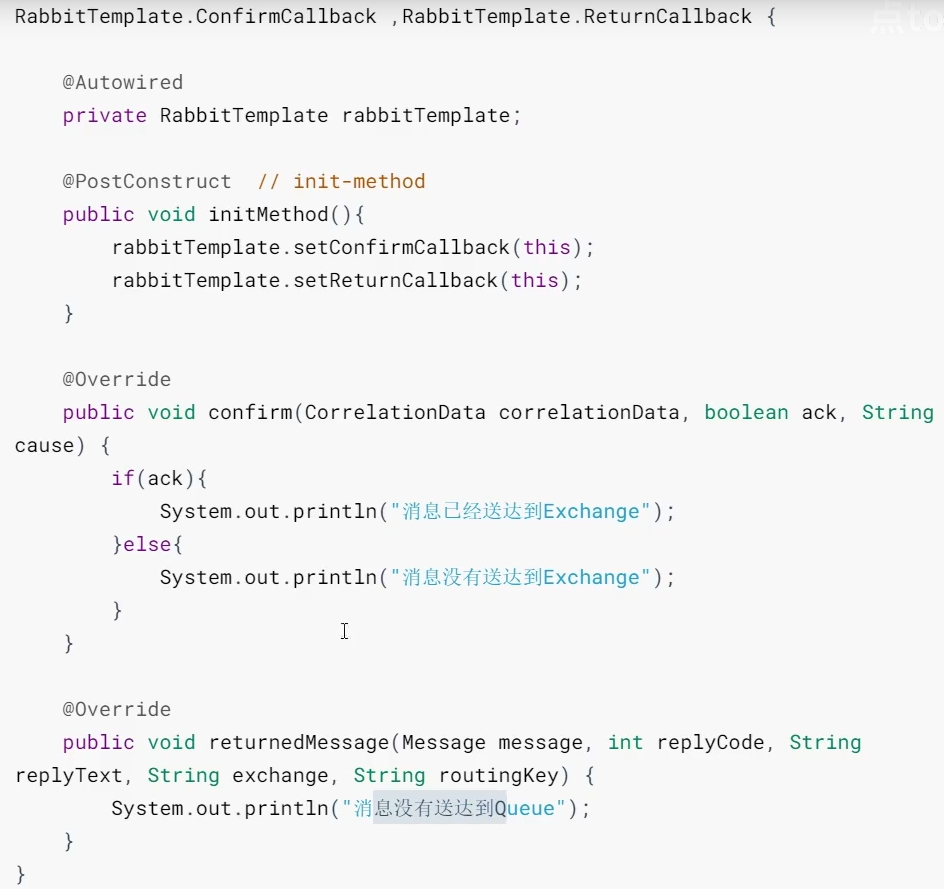 RabbitTemplate.ConfirmCallback ,RabbitTemplate.ReturnCallback {
@Autowired
private RabbitTemplate rabbitTemplate;
@PostConstruct // init-method
public void initMethod(){
rabbitTemplate.setConfirmCallback(this);
rabbitTemplate.setReturnCallback(this);
}
@Override
public void confirm(CorrelationData correlationData, boolean ack, String
cause) {
if(ack){
System.out.println("消息已经送达到Exchange");
}else{
System.out.println("消息没有送达到Exchange");
}
}
@Override
public void returnedMessage(Message message, int replyCode, String
replyText, String exchange, String routingKey) {
System.out.println("消息没有送达到Queue");
}
}